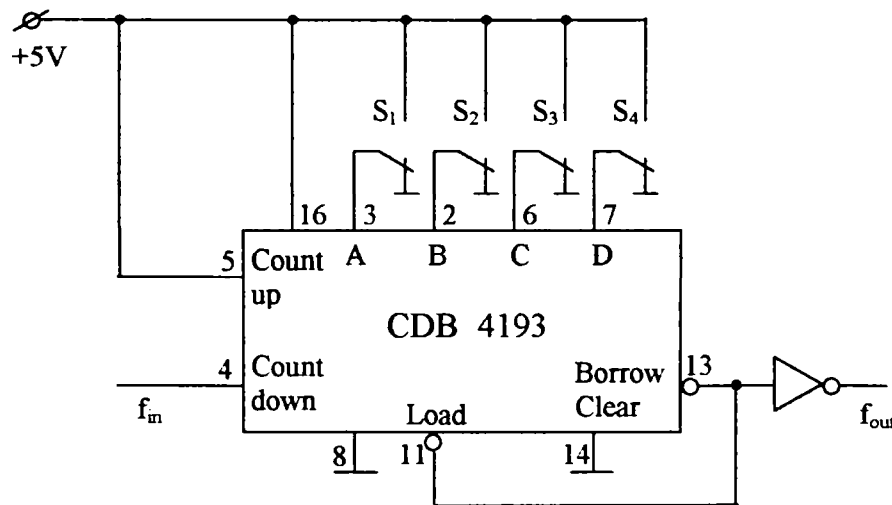 +5V
S₁ S₂ S₃ S₄
16 3 2 6 7
5 Count up A B C D
CDB 4193
4 Count down
Borrow 13
Clear
fin
Load
fout
8 11 14